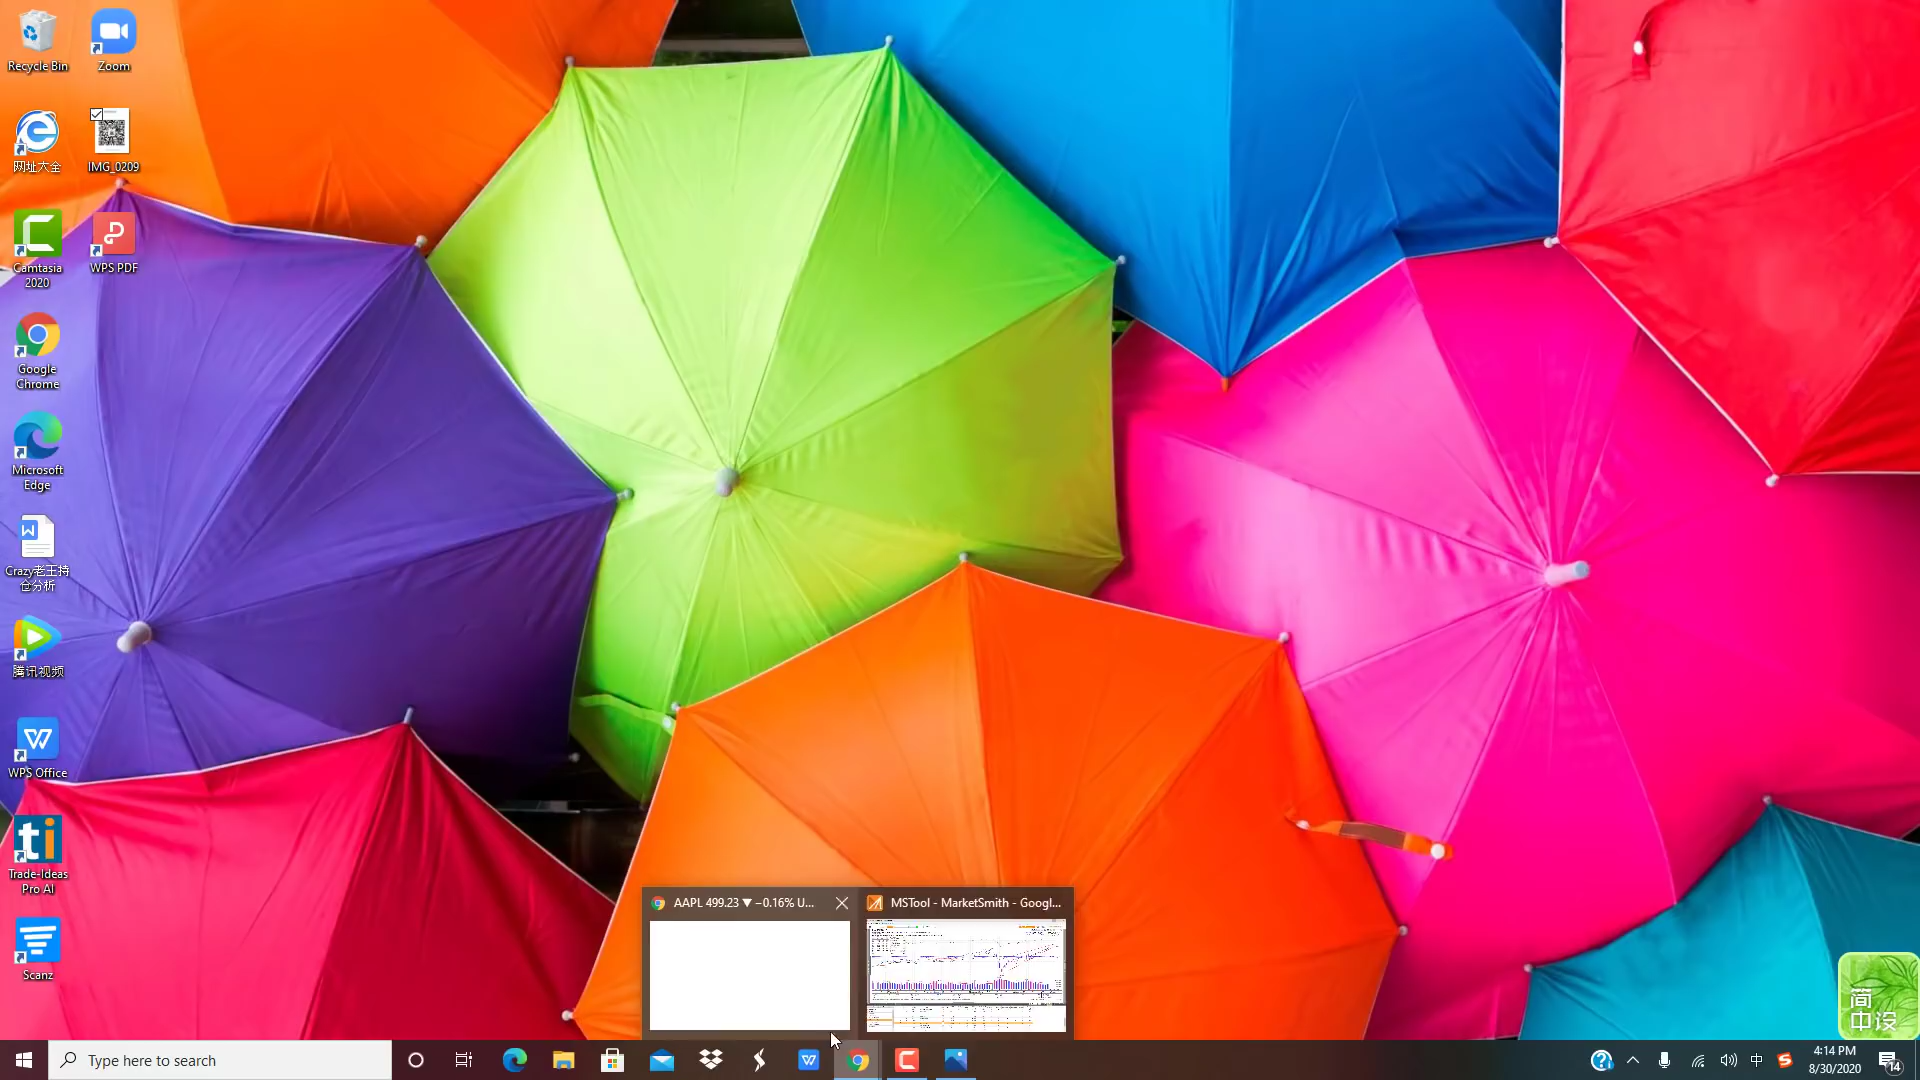 Recycle Bin
Zoom
网址大全
IMG_0209
Camtasia
2020
WPS PDF
Google
Chrome
Microsoft
Edge
Crazy老王持
仓分析
腾讯视频
WPS Office
Trade-Ideas
Pro AI
Scanz
AAPL 499.23 ▼ −0.16% U...
MSTool - MarketSmith - Googl...
简
中设
Type here to search
中
4:14 PM
8/30/2020
14